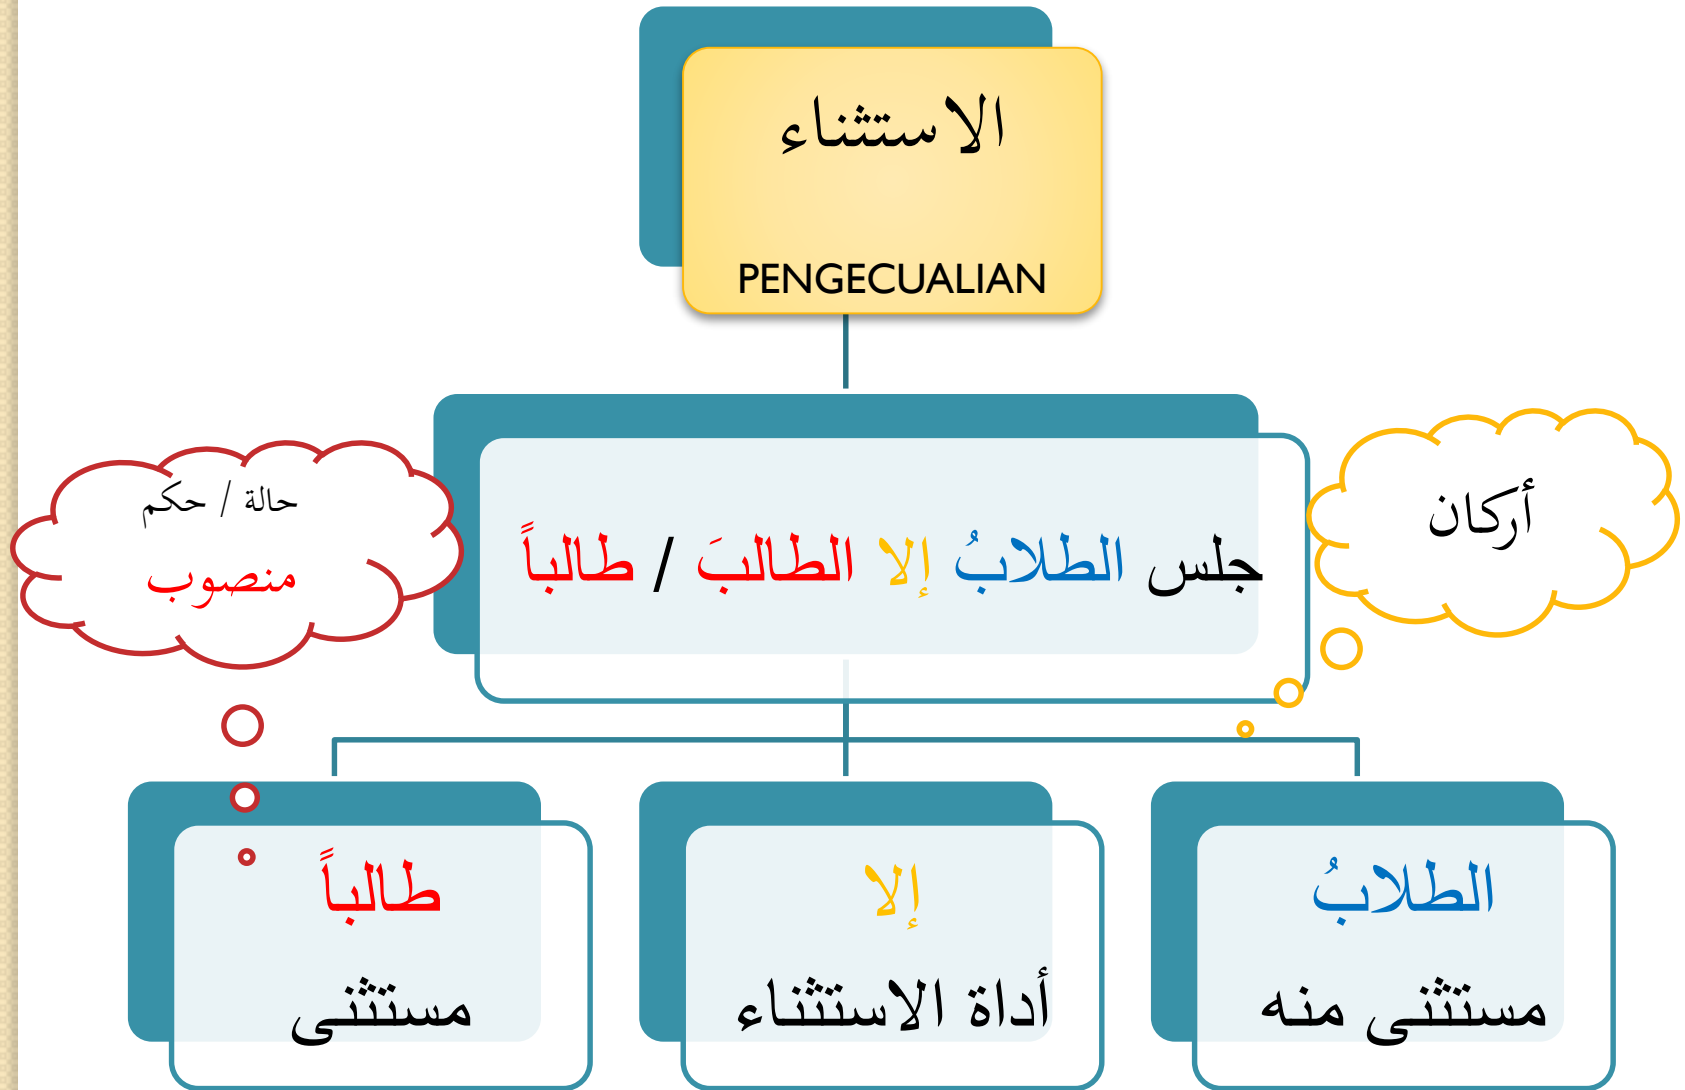 الاستثناء
PENGECUALIAN
أركان
جلس الطلابُ إلا الطالبَ / طالباً
حالة / حكم
منصوب
الطلابُ
مستثنى منه
إلا
أداة الاستثناء
طالباً
مستثنى